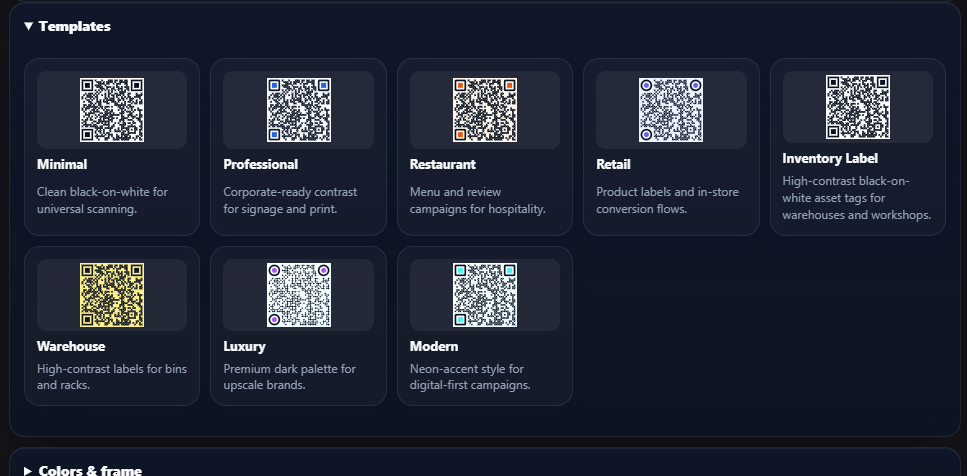 ▼ Templates
Minimal
Clean black-on-white for
universal scanning.
Professional
Corporate-ready contrast
for signage and print.
Restaurant
Menu and review
campaigns for hospitality.
Retail
Product labels and in-store
conversion flows.
Inventory Label
High-contrast black-on-
white asset tags for
warehouses and workshops.
Warehouse
High-contrast labels for bins
and racks.
Luxury
Premium dark palette for
upscale brands.
Modern
Neon-accent style for
digital-first campaigns.
▶ Colors & frame